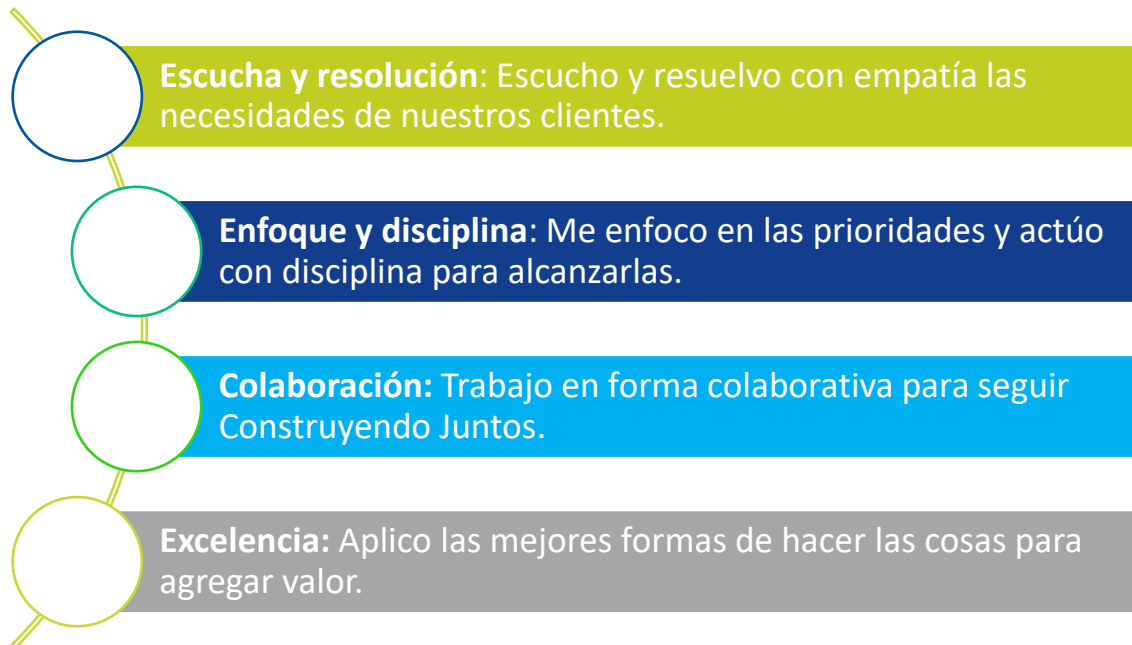 Escucha y resolución: Escucho y resuelvo con empatía las
necesidades de nuestros clientes.
Enfoque y disciplina: Me enfoco en las prioridades y actúo
con disciplina para alcanzarlas.
Colaboración: Trabajo en forma colaborativa para seguir
Construyendo Juntos.
Excelencia: Aplico las mejores formas de hacer las cosas para
agregar valor.